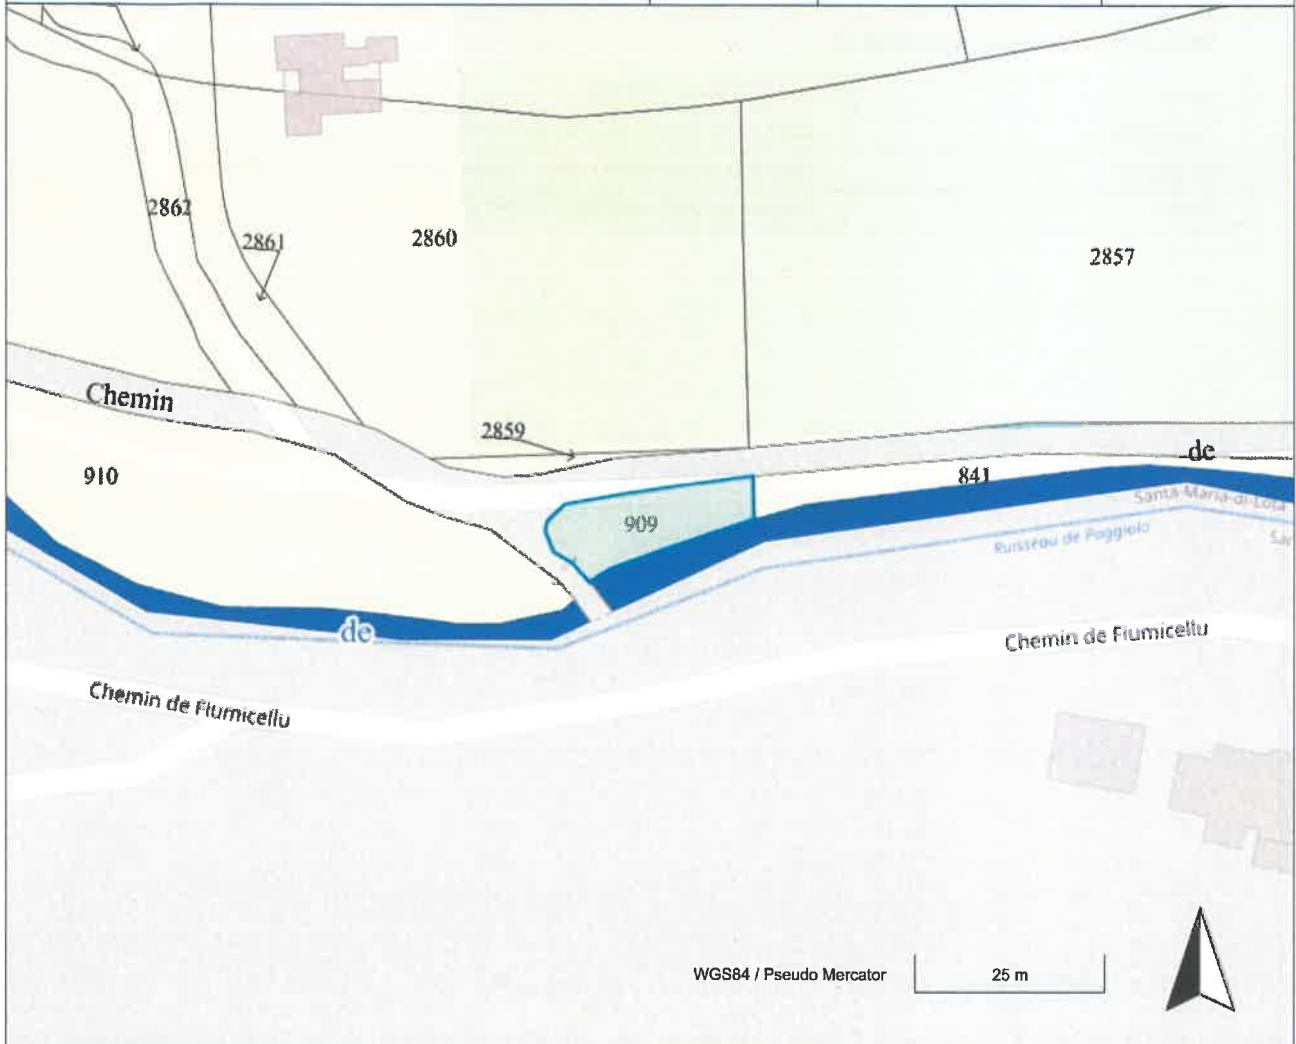 2862
2861
2860
2857
Chemin
2859
de
910
841
909
Santa-Maria-di-Lota
Ruisseau de Poggiolo
de
Chemin de Fiumicellu
Chemin de Fiumicellu
WGS84 / Pseudo Mercator
25 m